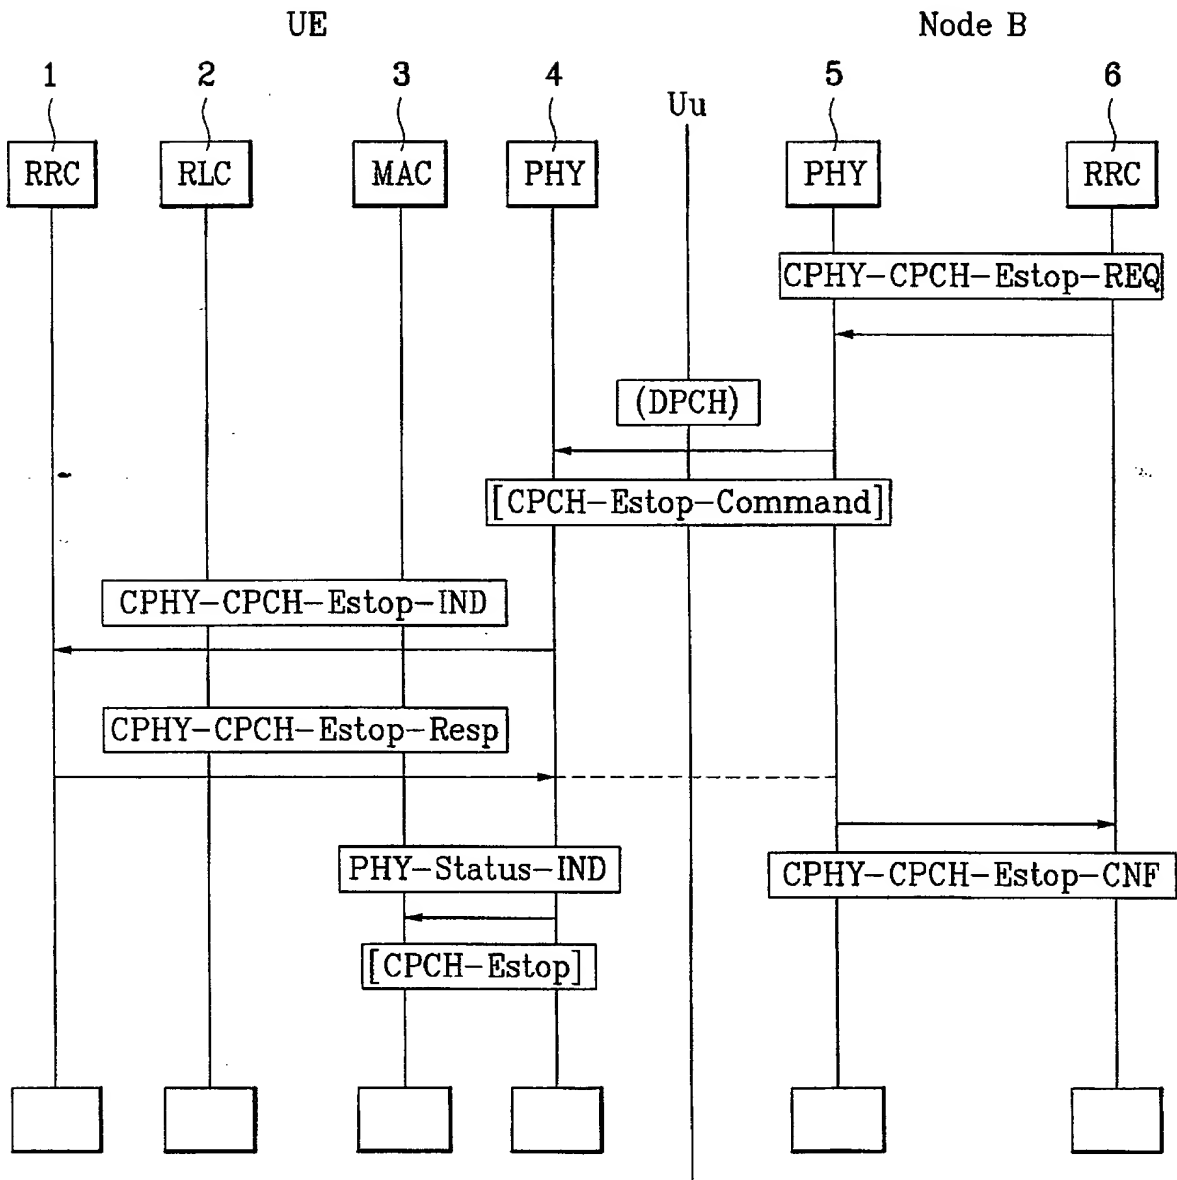 UE Node B
1 2 3 4 5 6
Uu
RRC RLC MAC PHY PHY RRC
CPHY-CPCH-Estop-REQ
(DPCH)
[CPCH-Estop-Command]
CPHY-CPCH-Estop-IND
CPHY-CPCH-Estop-Resp
PHY-Status-IND
CPHY-CPCH-Estop-CNF
[CPCH-Estop]